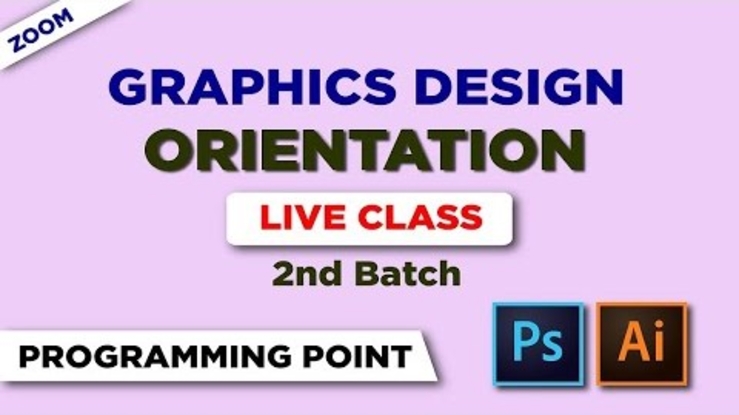 ZOOM
GRAPHICS DESIGN
ORIENTATION
LIVE CLASS
2nd Batch
PROGRAMMING POINT
Ps Ai